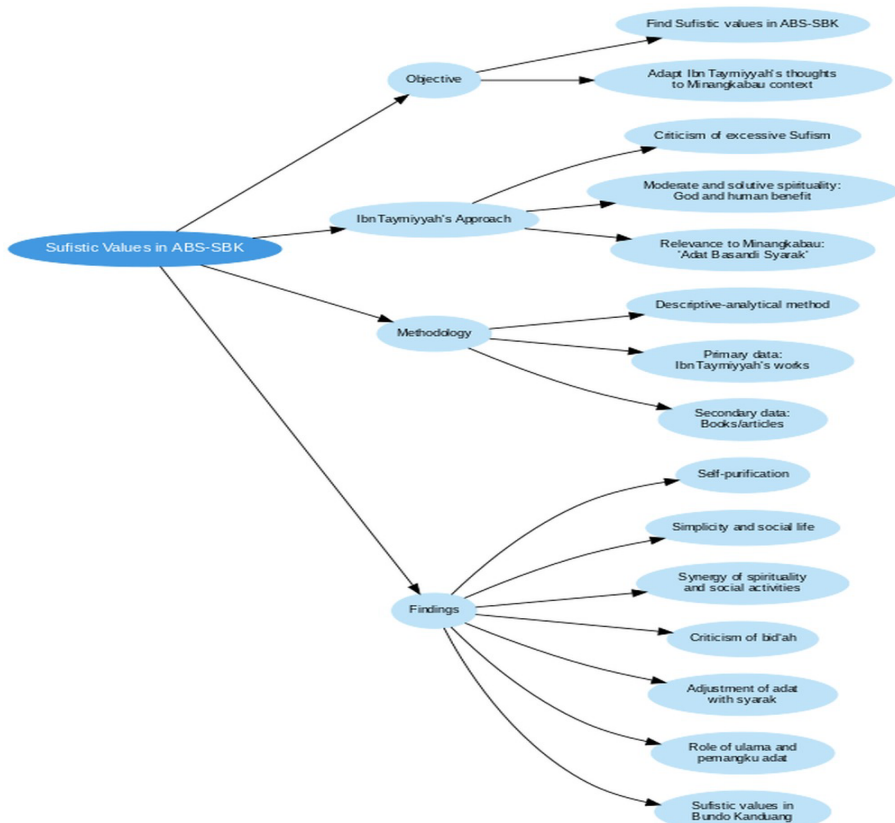 Find Sufistic values in ABS-SBK
Objective
Adapt Ibn Taymiyyah's thoughts
to Minangkabau context
Criticism of excessive Sufism
Moderate and solutive spirituality:
God and human benefit
Ibn Taymiyyah's Approach
Relevance to Minangkabau:
'Adat Basandi Syarak'
Sufistic Values in ABS-SBK
Descriptive-analytical method
Methodology
Primary data:
Ibn Taymiyyah's works
Secondary data:
Books/articles
Self-purification
Simplicity and social life
Synergy of spirituality
and social activities
Findings
Criticism of bid'ah
Adjustment of adat
with syarak
Role of ulama and
pemangku adat
Sufistic values in
Bundo Kanduang